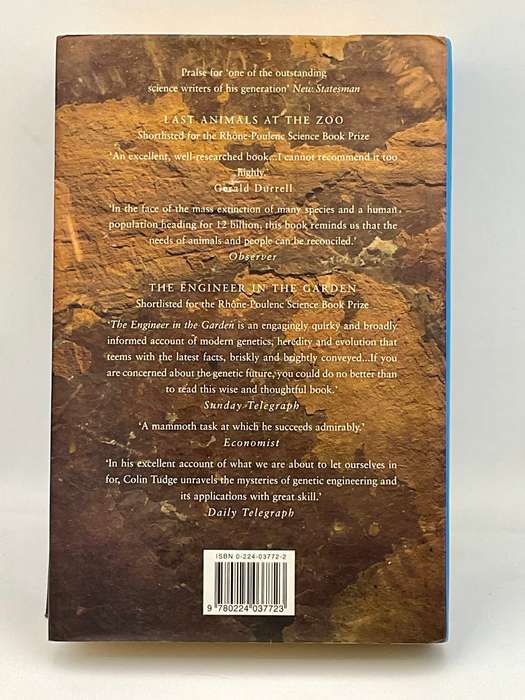 Praise for 'one of the outstanding
science writers of his generation' New Statesman
LAST ANIMALS AT THE ZOO
Shortlisted for the Rhône-Poulenc Science Book Prize
'An excellent, well-researched book...I cannot recommend it too
highly.'
Gerald Durrell
'In the face of the mass extinction of many species and a human
population heading for 12 billion, this book reminds us that the
needs of animals and people can be reconciled.'
Observer
THE ENGINEER IN THE GARDEN
Shortlisted for the Rhône-Poulenc Science Book Prize
'The Engineer in the Garden is an engagingly quirky and broadly
informed account of modern genetics, heredity and evolution that
teems with the latest facts, briskly and brightly conveyed...If you
are concerned about the genetic future, you could do no better than
to read this wise and thoughtful book.'
Sunday Telegraph
'A mammoth task at which he succeeds admirably.'
Economist
'In his excellent account of what we are about to let ourselves in
for, Colin Tudge unravels the mysteries of genetic engineering and
its applications with great skill.'
Daily Telegraph
ISBN 0-224-03772-2
9 780224 037723